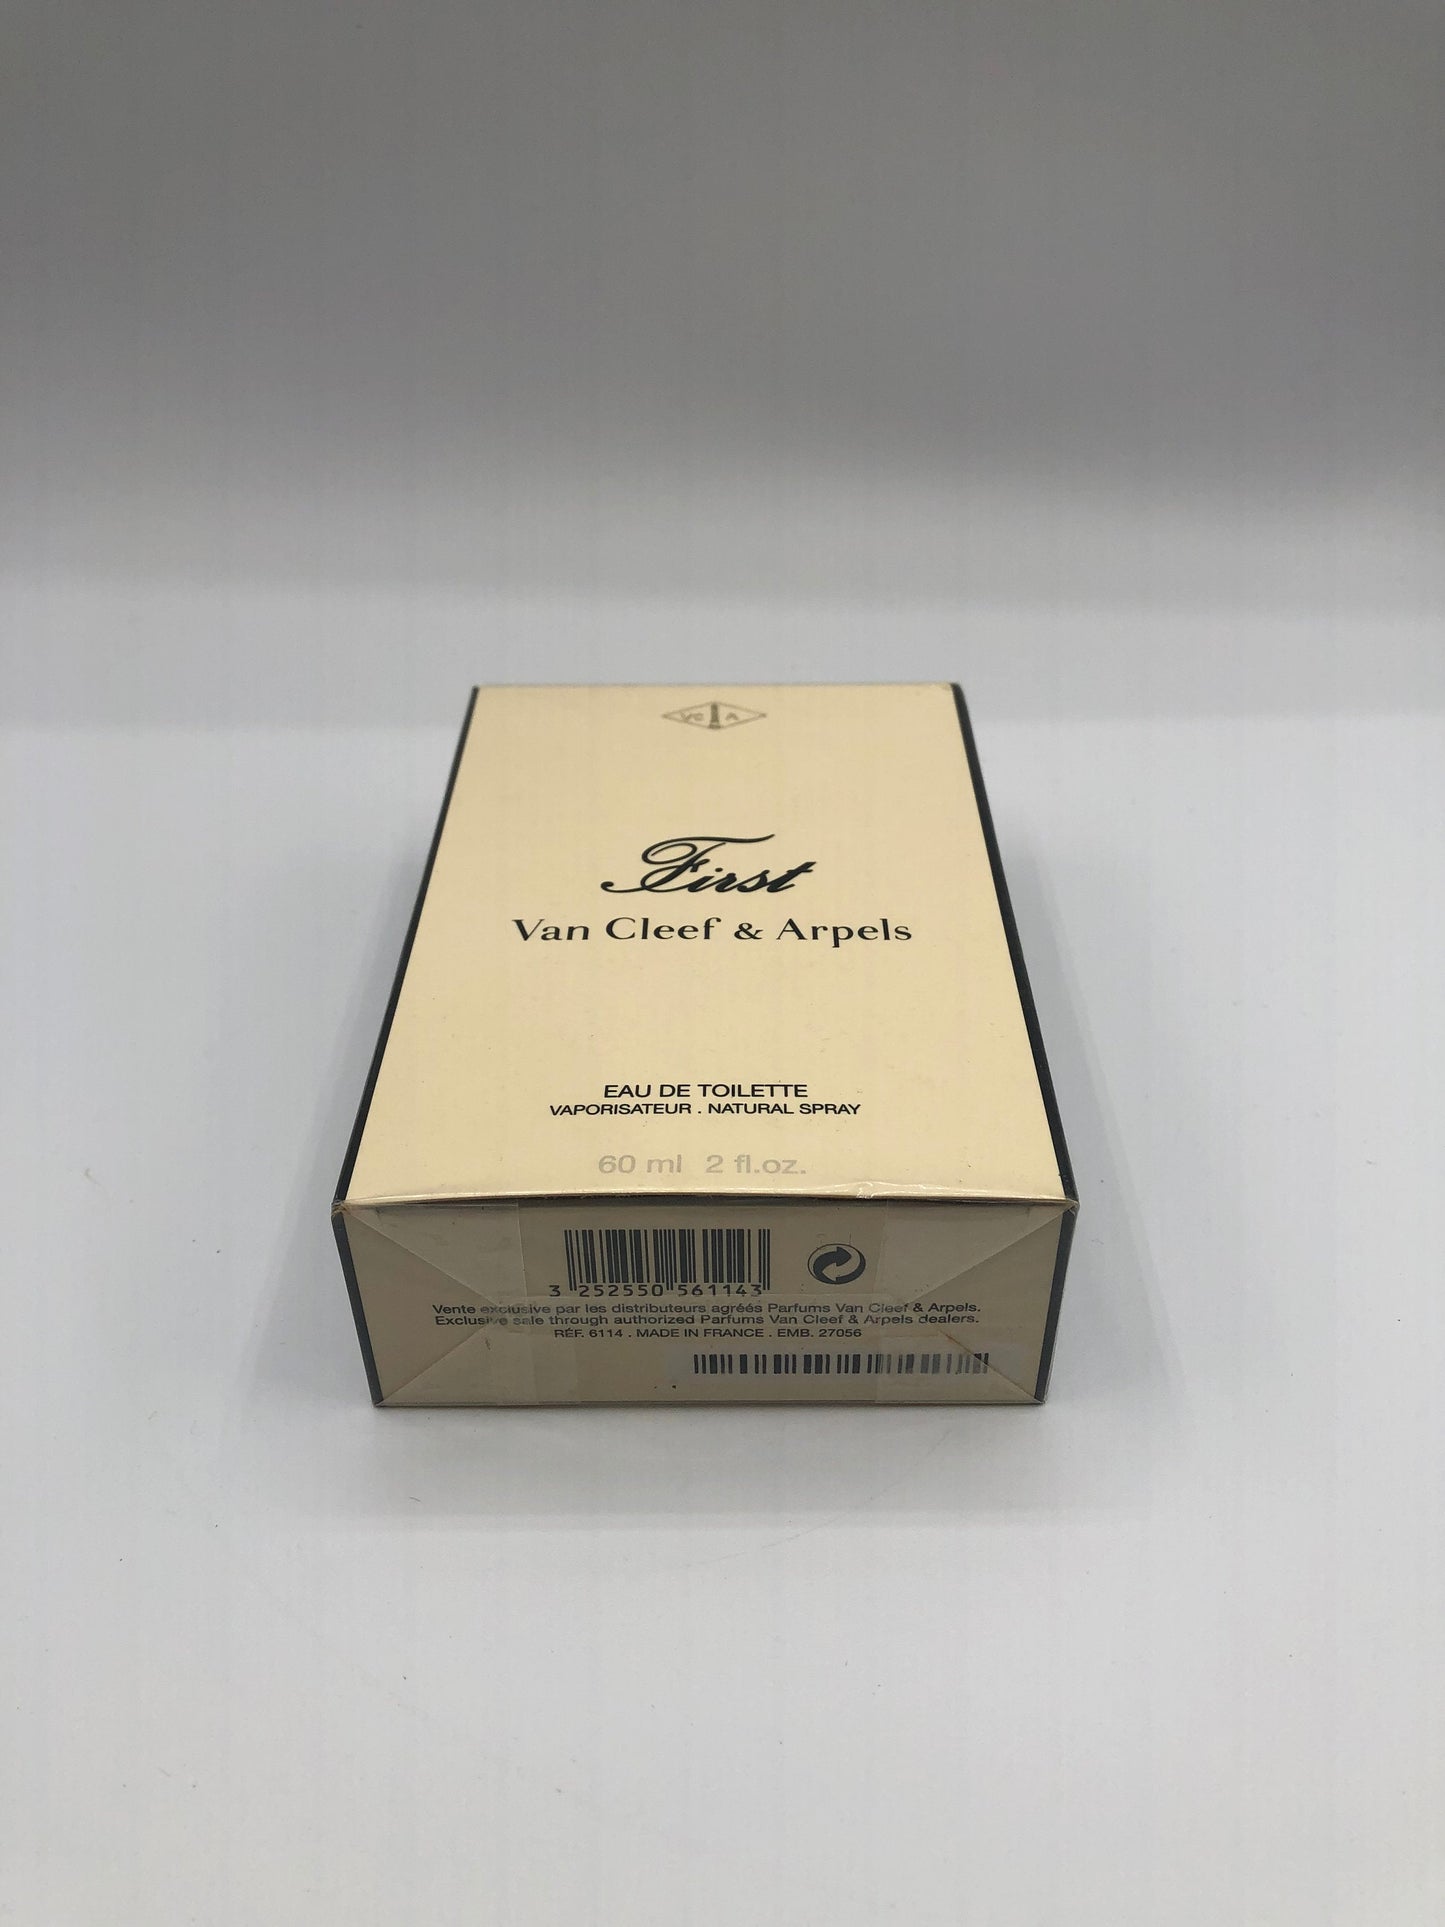 VC A
First
Van Cleef & Arpels
EAU DE TOILETTE
VAPORISATEUR . NATURAL SPRAY
60 ml 2 fl.oz.
3 252550 561143
Vente exclusive par les distributeurs agréés Parfums Van Cleef & Arpels.
Exclusive sale through authorized Parfums Van Cleef & Arpels dealers.
RÉF. 6114 . MADE IN FRANCE . EMB. 27056